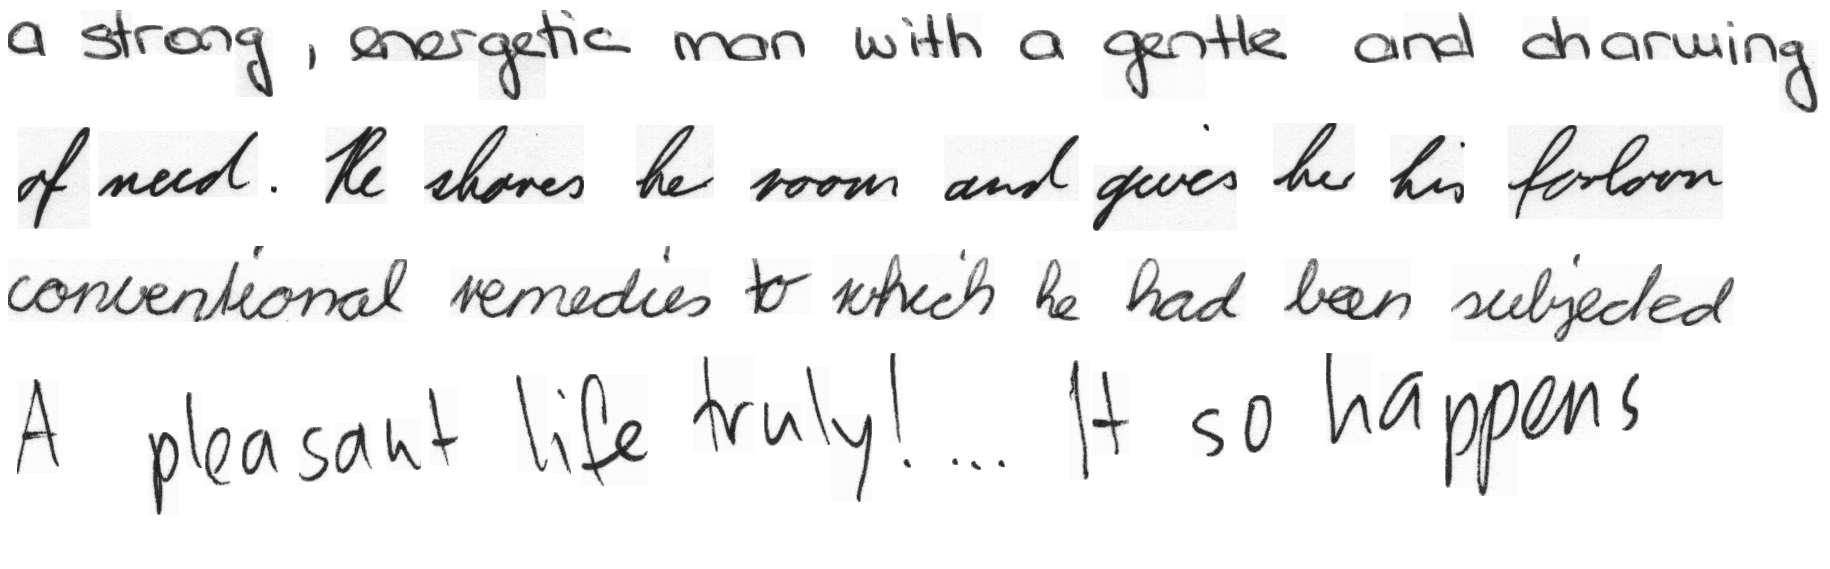 a strong, energetic man with a gentle and charming
of need. He shares he room and gives her his forloorn
conventional remedies to which he had been subjected
A pleasant life truly! .... It so happens